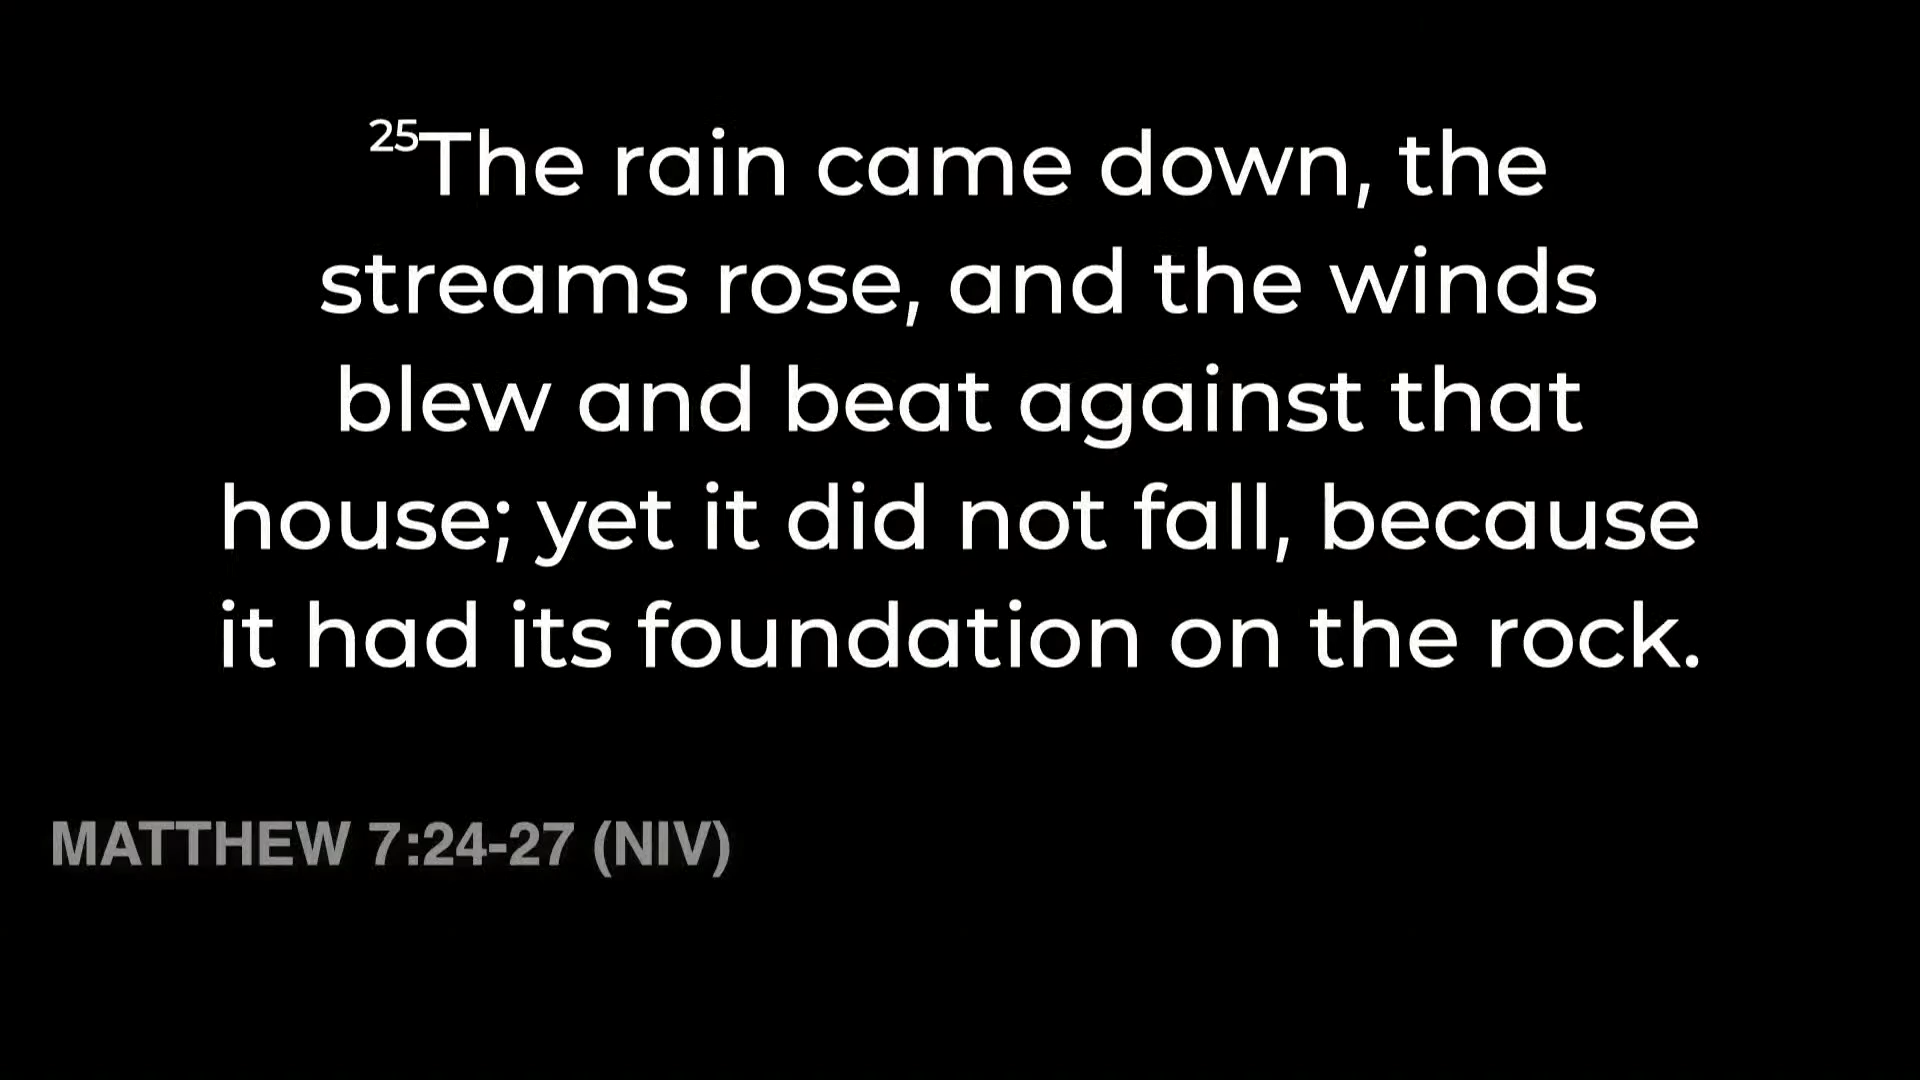 ²⁵The rain came down, the
streams rose, and the winds
blew and beat against that
house; yet it did not fall, because
it had its foundation on the rock.
MATTHEW 7:24-27 (NIV)